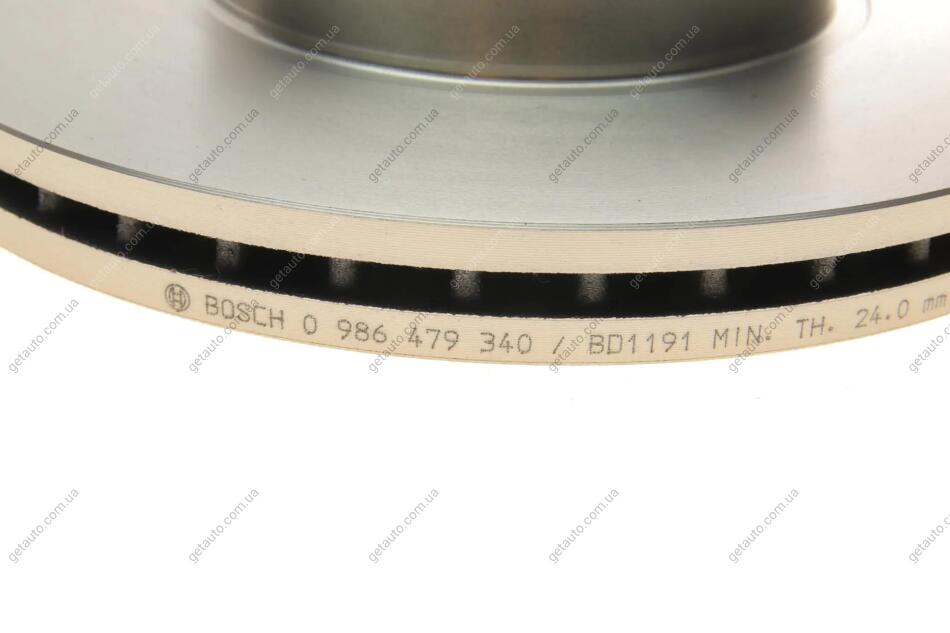 BOSCH 0 986 479 340 / BD1191 MIN. TH. 24.0 mm
getauto.com.ua